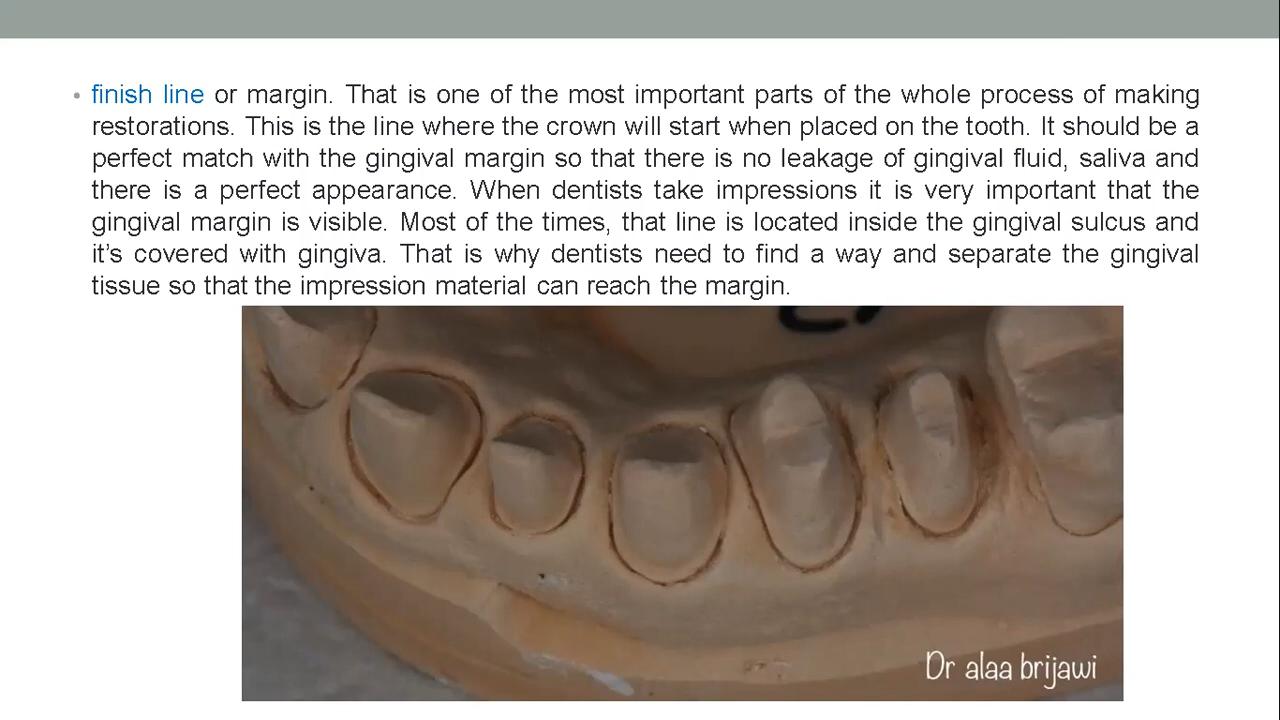 • finish line or margin. That is one of the most important parts of the whole process of making
restorations. This is the line where the crown will start when placed on the tooth. It should be a
perfect match with the gingival margin so that there is no leakage of gingival fluid, saliva and
there is a perfect appearance. When dentists take impressions it is very important that the
gingival margin is visible. Most of the times, that line is located inside the gingival sulcus and
it’s covered with gingiva. That is why dentists need to find a way and separate the gingival
tissue so that the impression material can reach the margin.
Dr alaa brijawi